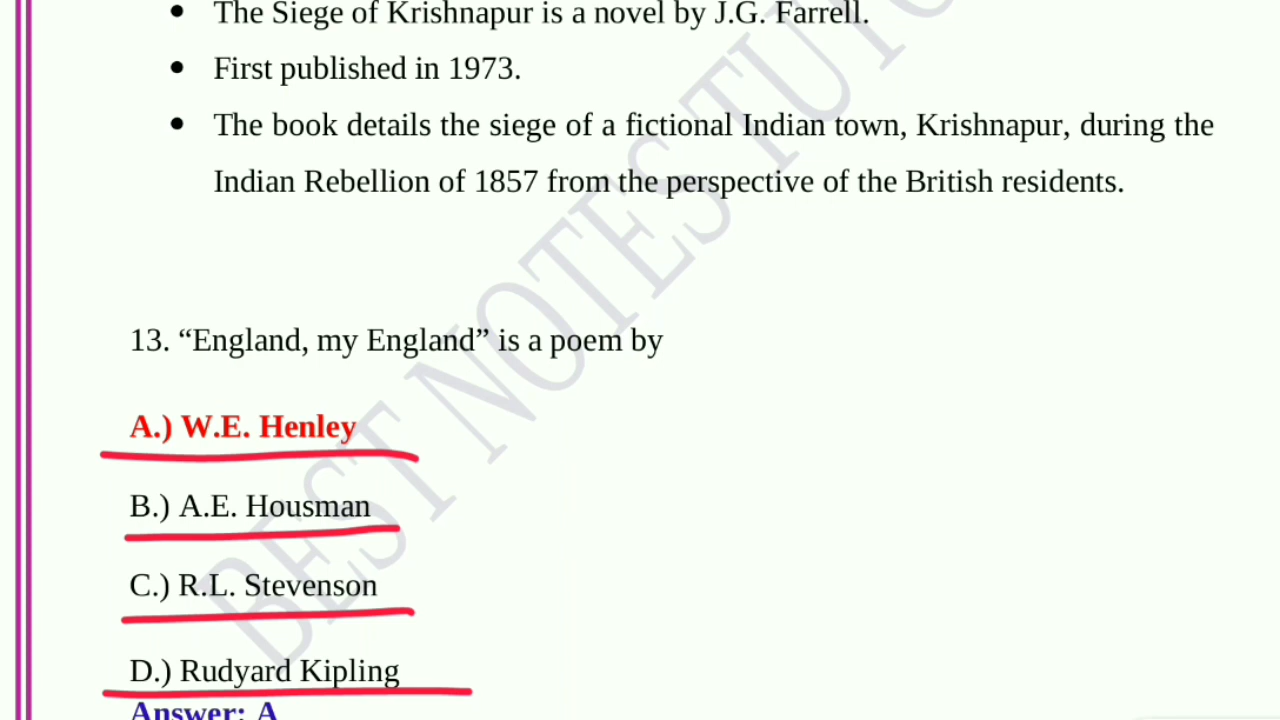 • The Siege of Krishnapur is a novel by J.G. Farrell.
• First published in 1973.
• The book details the siege of a fictional Indian town, Krishnapur, during the
Indian Rebellion of 1857 from the perspective of the British residents.
13. “England, my England” is a poem by
A.) W.E. Henley
B.) A.E. Housman
C.) R.L. Stevenson
D.) Rudyard Kipling
Answer: A
BEST NOTES